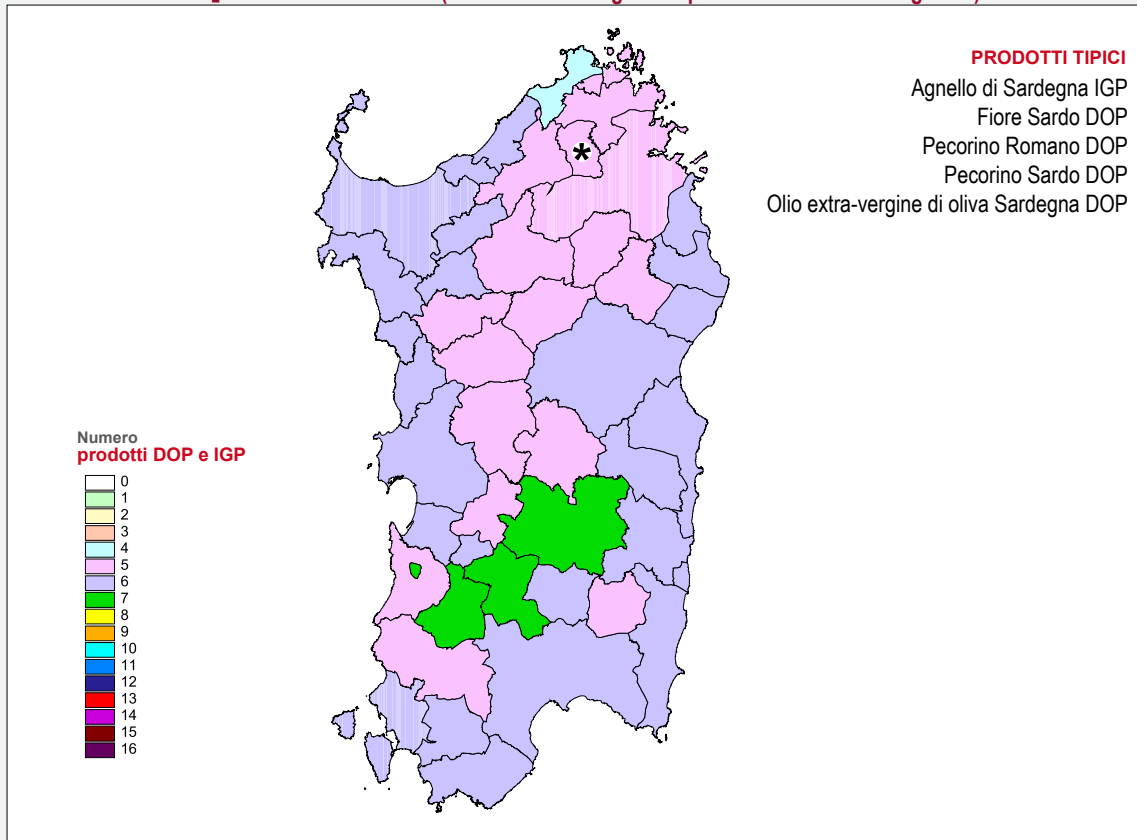 PRODOTTI TIPICI
Agnello di Sardegna IGP
Fiore Sardo DOP
Pecorino Romano DOP
Pecorino Sardo DOP
Olio extra-vergine di oliva Sardegna DOP
*
Numero
prodotti DOP e IGP
0
1
2
3
4
5
6
7
8
9
10
11
12
13
14
15
16